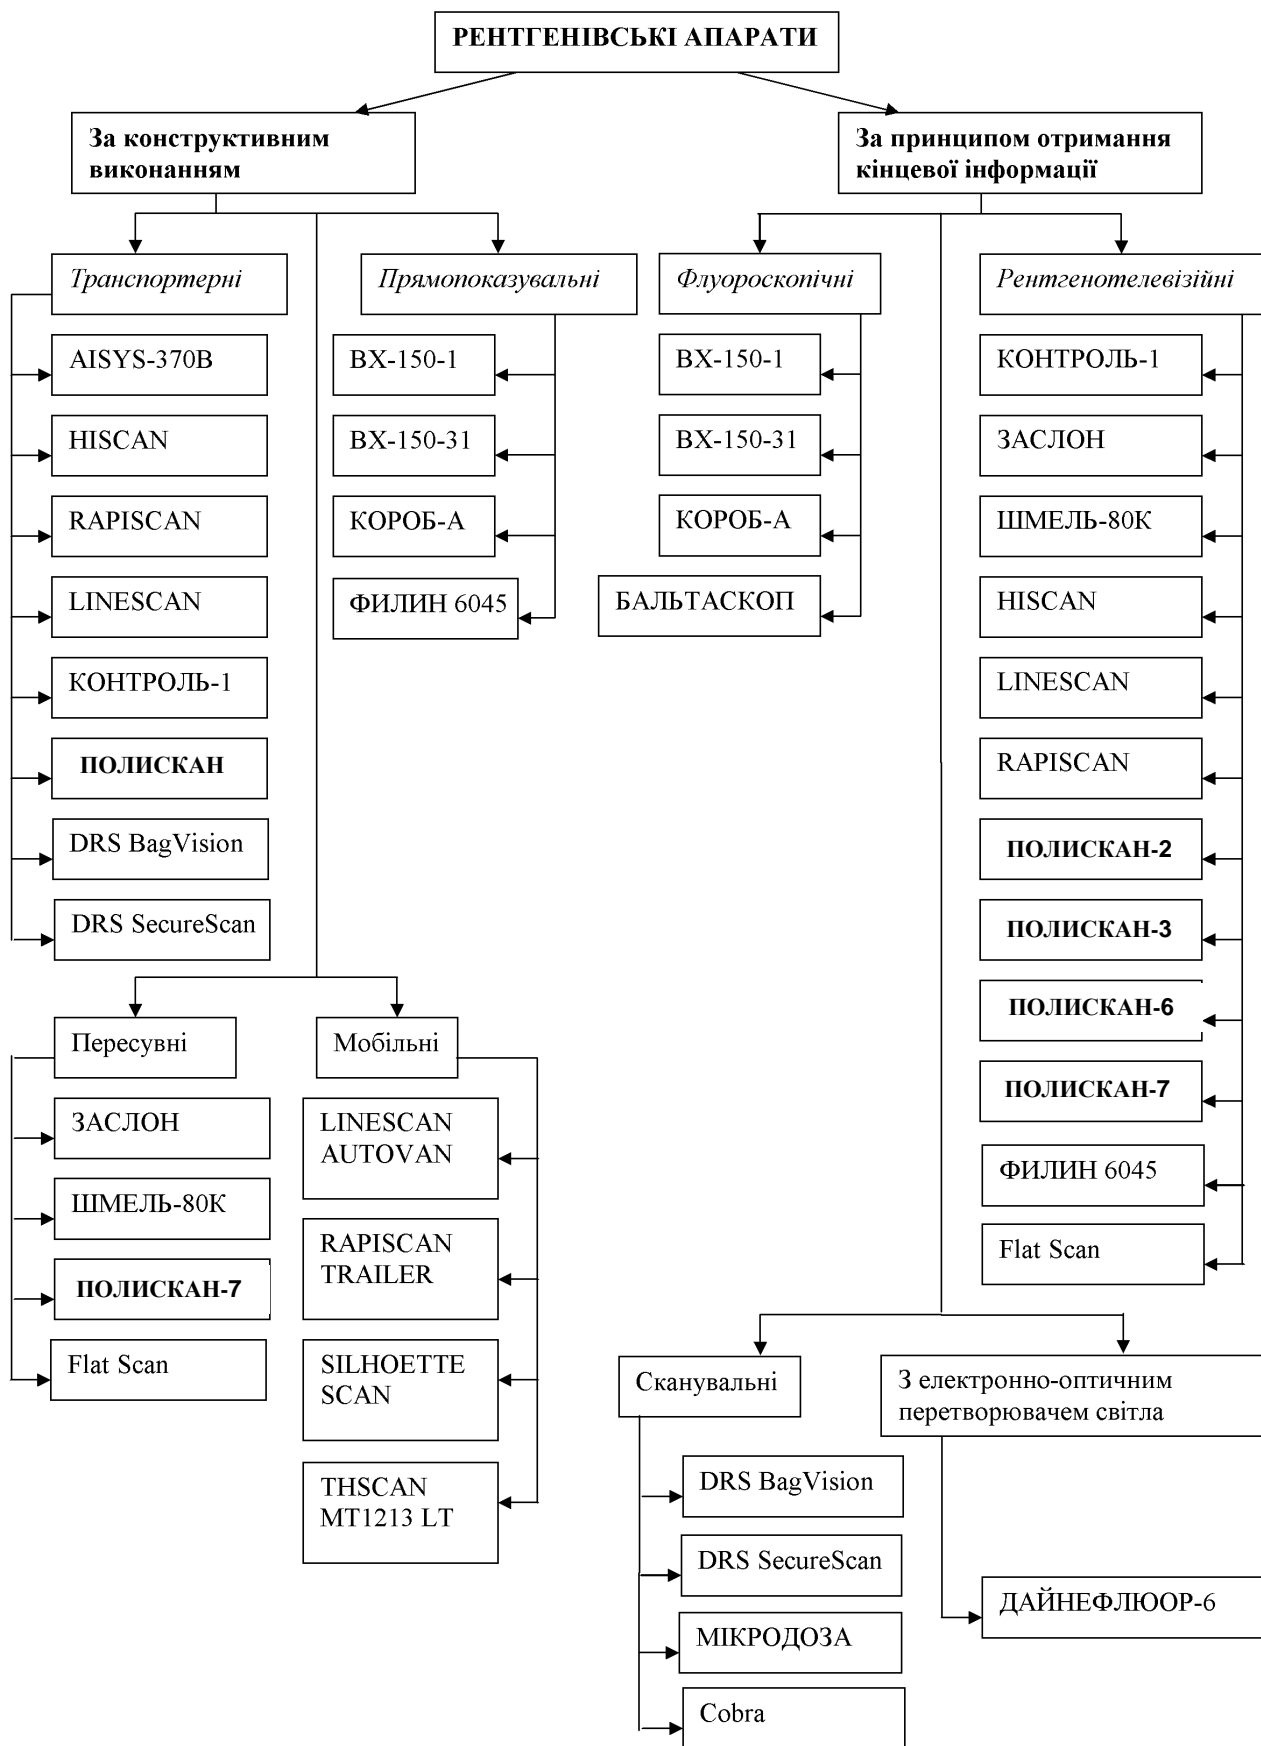 РЕНТГЕНІВСЬКІ АПАРАТИ
За конструктивним
виконанням
За принципом отримання
кінцевої інформації
Транспортерні
Прямопоказувальні
Флуороскопічні
Рентгенотелевізійні
AISYS-370B
HISCAN
RAPISCAN
LINESCAN
КОНТРОЛЬ-1
ПОЛИСКАН
DRS BagVision
DRS SecureScan
ВХ-150-1
ВХ-150-31
КОРОБ-А
ФИЛИН 6045
ВХ-150-1
ВХ-150-31
КОРОБ-А
БАЛЬТАСКОП
КОНТРОЛЬ-1
ЗАСЛОН
ШМЕЛЬ-80К
HISCAN
LINESCAN
RAPISCAN
ПОЛИСКАН-2
ПОЛИСКАН-3
ПОЛИСКАН-6
ПОЛИСКАН-7
ФИЛИН 6045
Flat Scan
Пересувні
Мобільні
ЗАСЛОН
ШМЕЛЬ-80К
ПОЛИСКАН-7
Flat Scan
LINESCAN
AUTOVAN
RAPISCAN
TRAILER
SILHOETTE
SCAN
THSCAN
MT1213 LT
Сканувальні
З електронно-оптичним
перетворювачем світла
DRS BagVision
DRS SecureScan
МІКРОДОЗА
Cobra
ДАЙНЕФЛЮОР-6